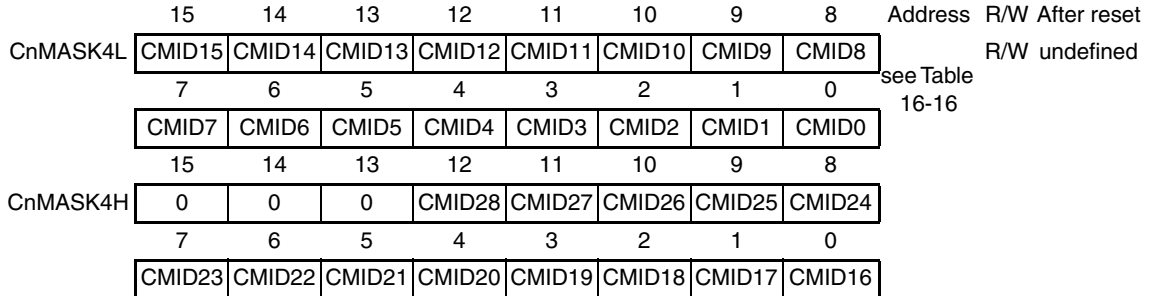 15 14 13 12 11 10 9 8 Address R/W After reset
CnMASK4L CMID15 CMID14 CMID13 CMID12 CMID11 CMID10 CMID9 CMID8 R/W undefined
7 6 5 4 3 2 1 0 see Table
16-16
CMID7 CMID6 CMID5 CMID4 CMID3 CMID2 CMID1 CMID0
15 14 13 12 11 10 9 8
CnMASK4H 0 0 0 CMID28 CMID27 CMID26 CMID25 CMID24
7 6 5 4 3 2 1 0
CMID23 CMID22 CMID21 CMID20 CMID19 CMID18 CMID17 CMID16